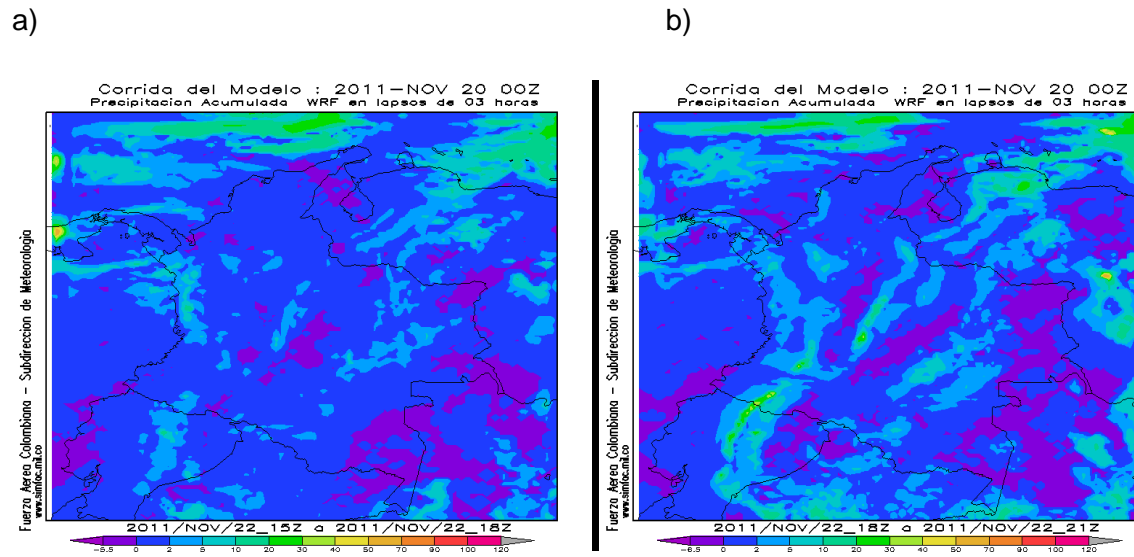 a)
b)
Corrida del Modelo : 2011-NOV 20 00Z
Precipitacion Acumulada WRF en lapsos de 03 horas
Fuerza Aerea Colombiana - Subdireccion de Meteorologia
www.simfac.mil.co
2011/NOV/22_15Z a 2011/NOV/22_18Z
-5.5 0 2 5 10 20 30 40 50 70 90 100 120
Corrida del Modelo : 2011-NOV 20 00Z
Precipitacion Acumulada WRF en lapsos de 03 horas
Fuerza Aerea Colombiana - Subdireccion de Meteorologia
www.simfac.mil.co
2011/NOV/22_18Z a 2011/NOV/22_21Z
-6.5 0 2 5 10 20 30 40 50 70 90 100 120